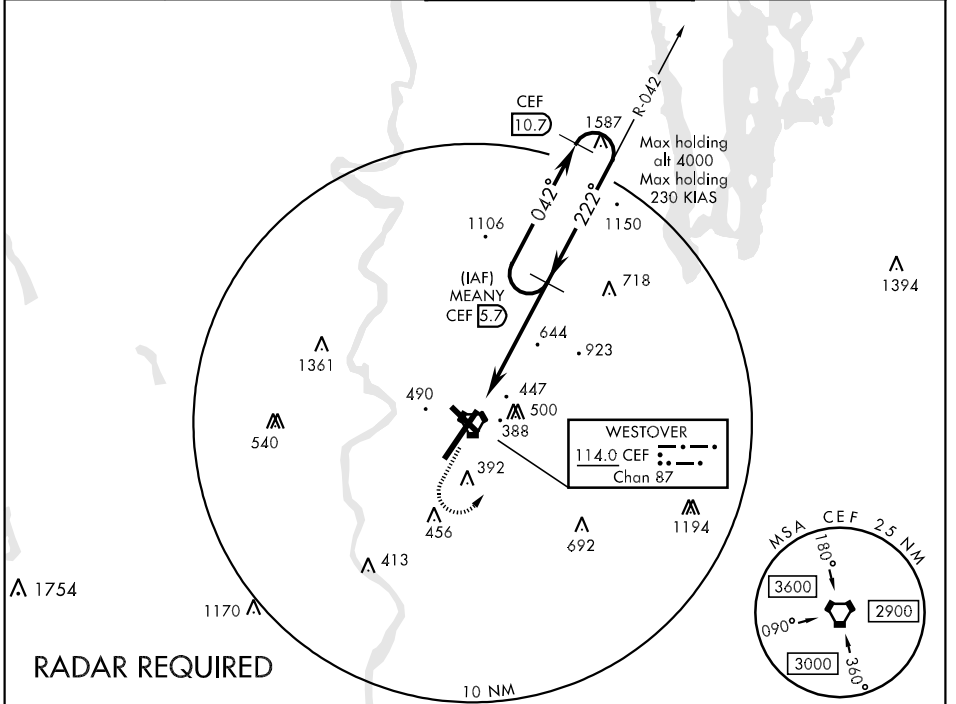 R-042
CEF
10.7
1587
Max holding
alt 4000
Max holding
230 KIAS
042°
222°
1106
1150
(IAF)
MEANY
CEF 5.7
718
1394
644
923
1361
490
447
500
388
540
WESTOVER
114.0 CEF
Chan 87
392
456
692
1194
413
1754
1170
MSA CEF 25 NM
180°
3600
2900
090°
3000
360°
RADAR REQUIRED
10 NM